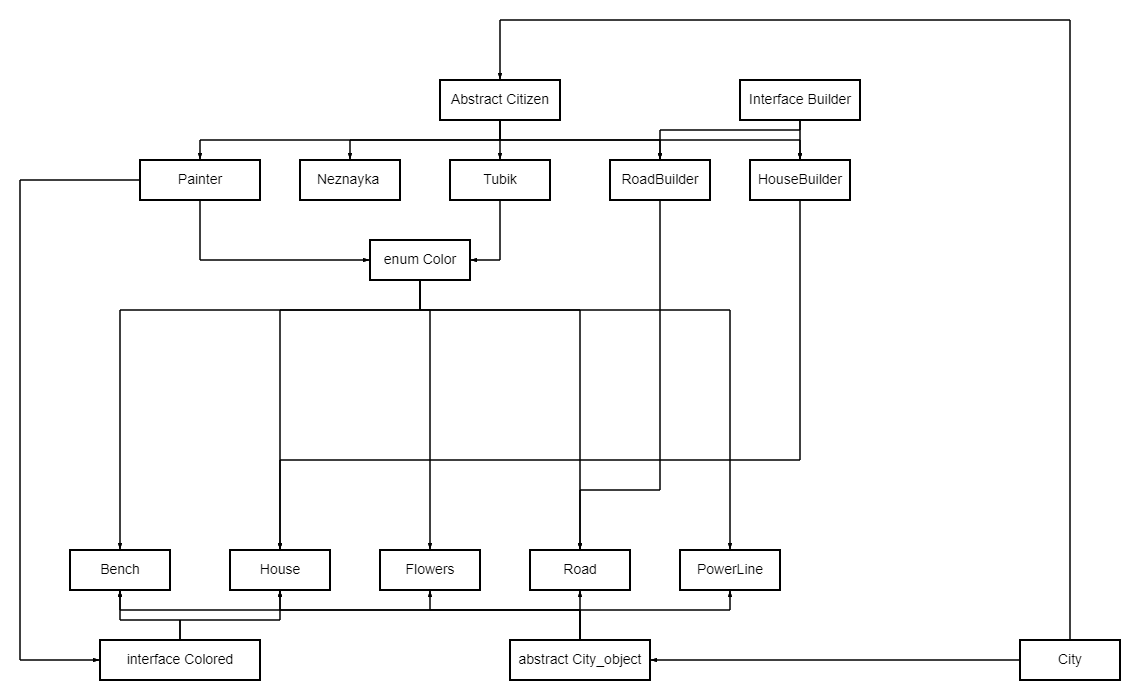 Abstract Citizen
Interface Builder
Painter
Neznayka
Tubik
RoadBuilder
HouseBuilder
enum Color
Bench
House
Flowers
Road
PowerLine
interface Colored
abstract City_object
City